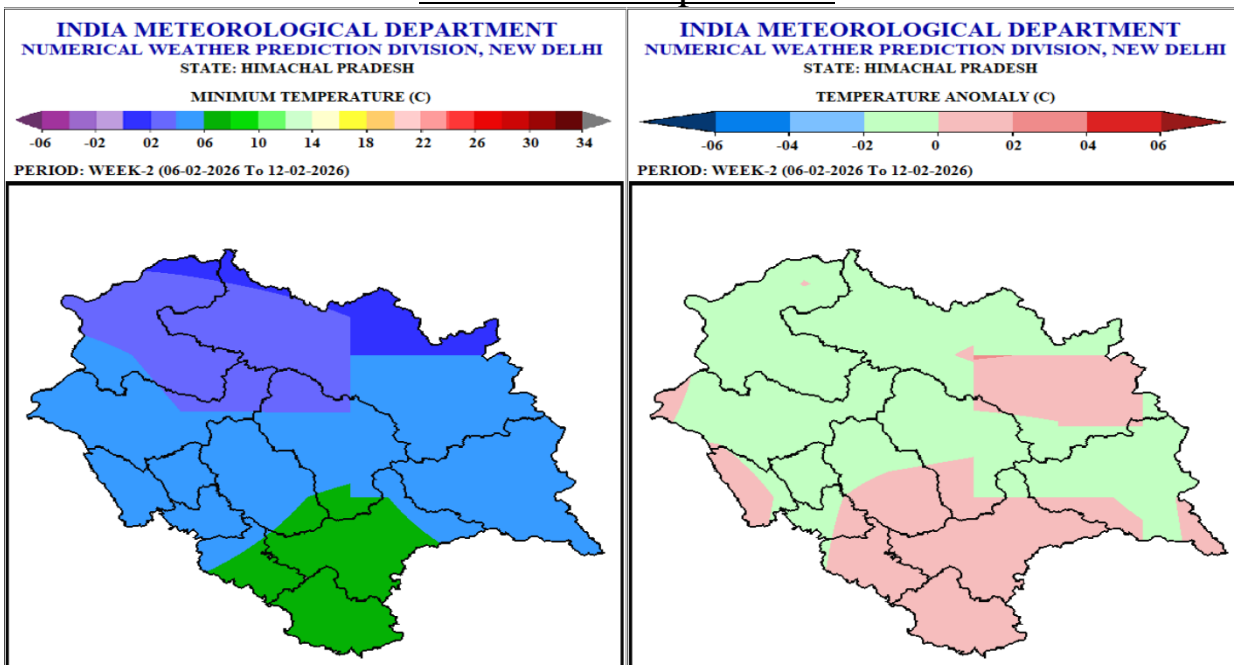 INDIA METEOROLOGICAL DEPARTMENT
NUMERICAL WEATHER PREDICTION DIVISION, NEW DELHI
STATE: HIMACHAL PRADESH
MINIMUM TEMPERATURE (C)
-06 -02 02 06 10 14 18 22 26 30 34
PERIOD: WEEK-2 (06-02-2026 To 12-02-2026)
INDIA METEOROLOGICAL DEPARTMENT
NUMERICAL WEATHER PREDICTION DIVISION, NEW DELHI
STATE: HIMACHAL PRADESH
TEMPERATURE ANOMALY (C)
-06 -04 -02 0 02 04 06
PERIOD: WEEK-2 (06-02-2026 To 12-02-2026)